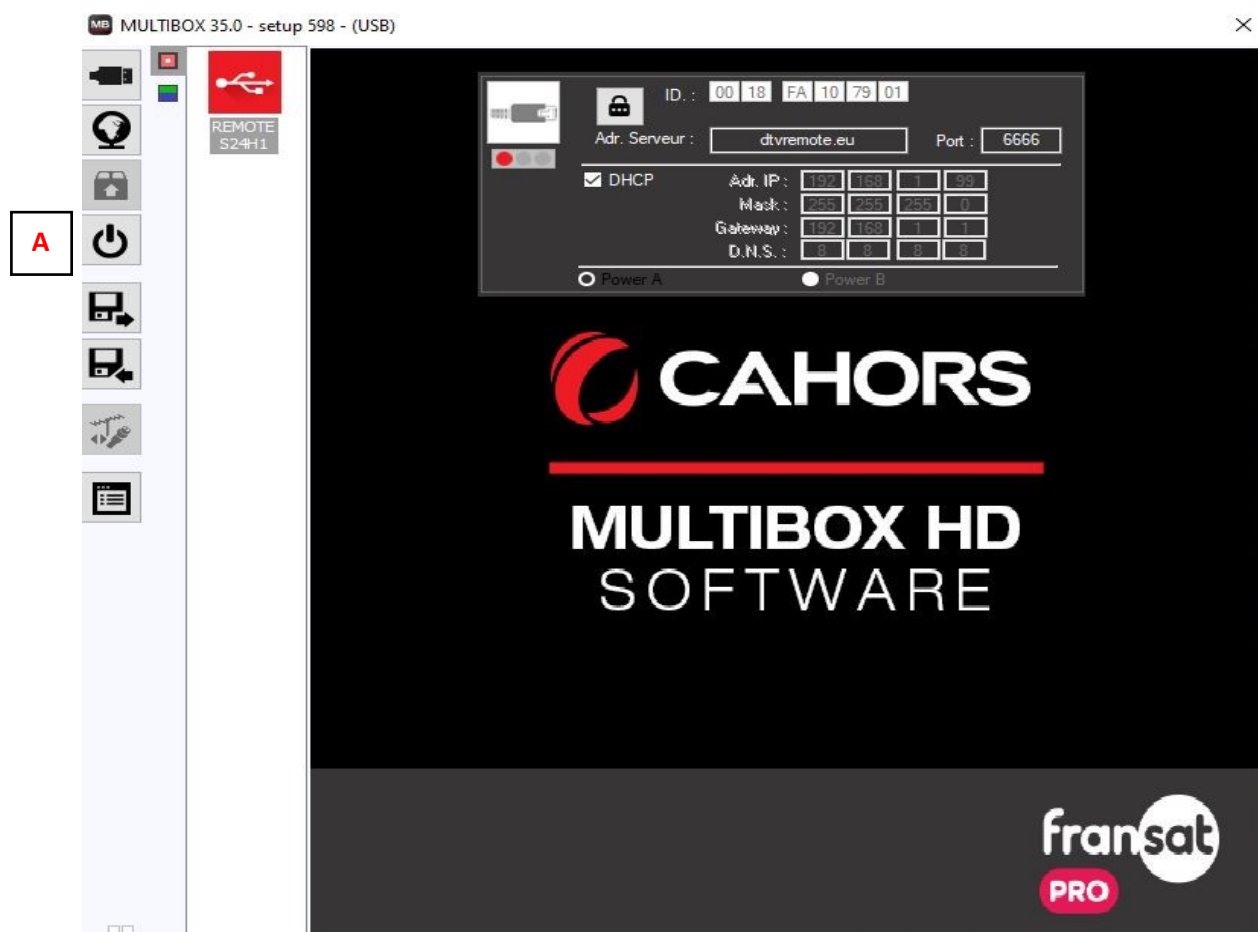 MB MULTIBOX 35.0 - setup 598 - (USB)
REMOTE
S24H1
A
ID. : 00 18 FA 10 79 01
Adr. Serveur : dtvremote.eu Port : 6666
DHCP Adr. IP : 192 168 1 99
Mask : 255 255 255 0
Gateway : 192 168 1 1
D.N.S. : 8 8 8 8
Power A Power B
CAHORS
MULTIBOX HD
SOFTWARE
fransat
PRO